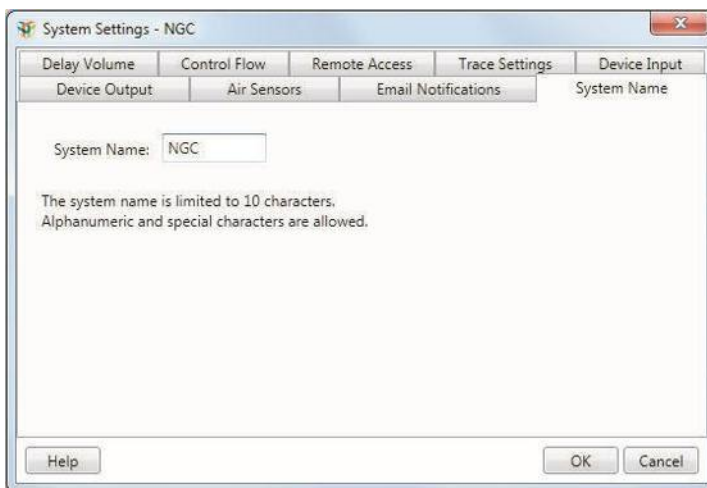 System Settings - NGC
Delay Volume Control Flow Remote Access Trace Settings Device Input
Device Output Air Sensors Email Notifications System Name
System Name: NGC
The system name is limited to 10 characters.
Alphanumeric and special characters are allowed.
Help OK Cancel